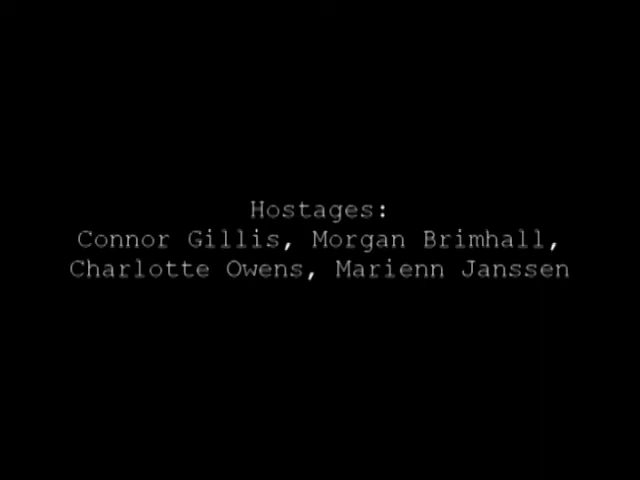 Hostages:
Connor Gillis, Morgan Brimhall,
Charlotte Owens, Marienn Janssen